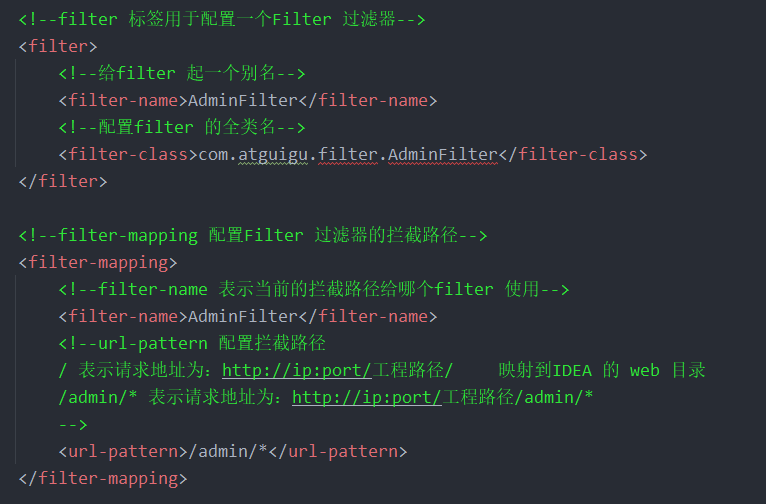 <!--filter 标签用于配置一个Filter 过滤器-->
<filter>
    <!--给filter 起一个别名-->
    <filter-name>AdminFilter</filter-name>
    <!--配置filter 的全类名-->
    <filter-class>com.atguigu.filter.AdminFilter</filter-class>
</filter>

<!--filter-mapping 配置Filter 过滤器的拦截路径-->
<filter-mapping>
    <!--filter-name 表示当前的拦截路径给哪个filter 使用-->
    <filter-name>AdminFilter</filter-name>
    <!--url-pattern 配置拦截路径
    / 表示请求地址为：http://ip:port/工程路径/    映射到IDEA 的 web 目录
    /admin/* 表示请求地址为：http://ip:port/工程路径/admin/*
    -->
    <url-pattern>/admin/*</url-pattern>
</filter-mapping>